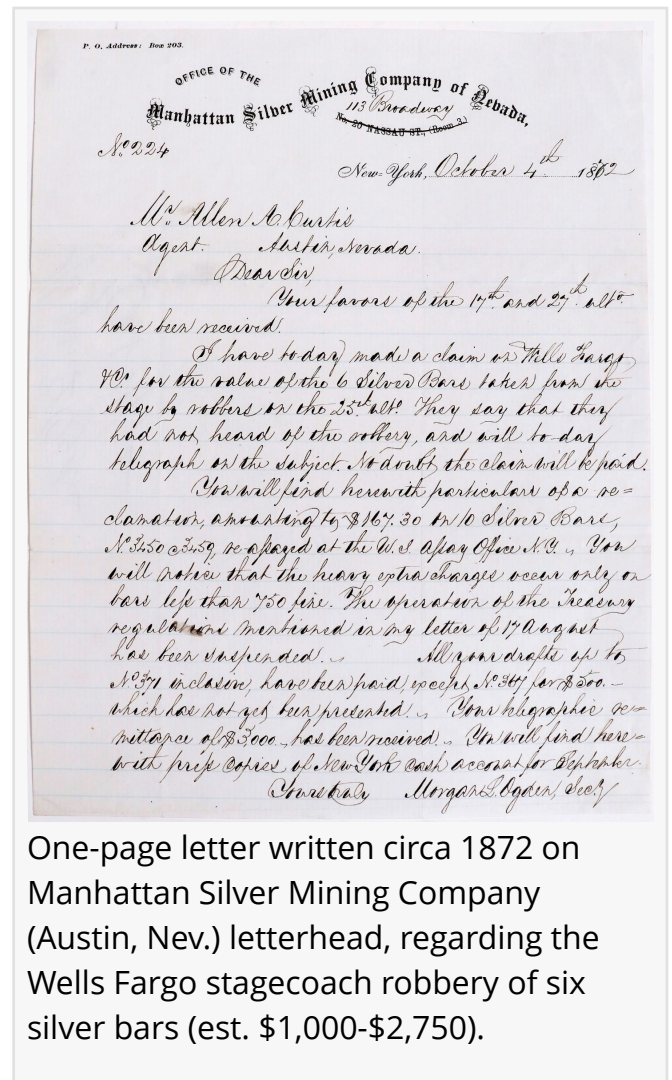 P. O. Address: Box 203.
OFFICE OF THE
Manhattan Silver Mining Company of Nevada,
113 Broadway
No. 20 NASSAU ST., (Room 3.)
No. 224
New-York, October 4th 1872
Mr. Allen A. Curtis
Agent. Austin, Nevada.
Dear Sir,
Your favors of the 17th and 27th ulto.
have been received.
I have to day made a claim on Wells Fargo
&Co. for the value of the 6 Silver Bars taken from the
stage by robbers on the 23rd ulto. They say that they
had not heard of the robbery, and will to-day
telegraph on the subject. No doubt the claim will be paid.
You will find herewith particulars of a re=
clamation, amounting to $167.30 on 10 Silver Bars,
No. 3450 @ 3459, re-assayed at the U.S. Assay Office N.Y. You
will notice that the heavy extra charges occur only on
bars less than 750 fine. The operation of the Treasury
regulations mentioned in my letter of 17 August
has been suspended. All your drafts up to
No. 371 inclusive, have been paid, except No. 367 for $500.—
which has not yet been presented. Your telegraphic re=
mittance of $3.000. has been received. You will find here=
with press copies of New York cash account for September.
Yours truly Morgan L. Ogden, Secy
One-page letter written circa 1872 on
Manhattan Silver Mining Company
(Austin, Nev.) letterhead, regarding the
Wells Fargo stagecoach robbery of six
silver bars (est. $1,000-$2,750).